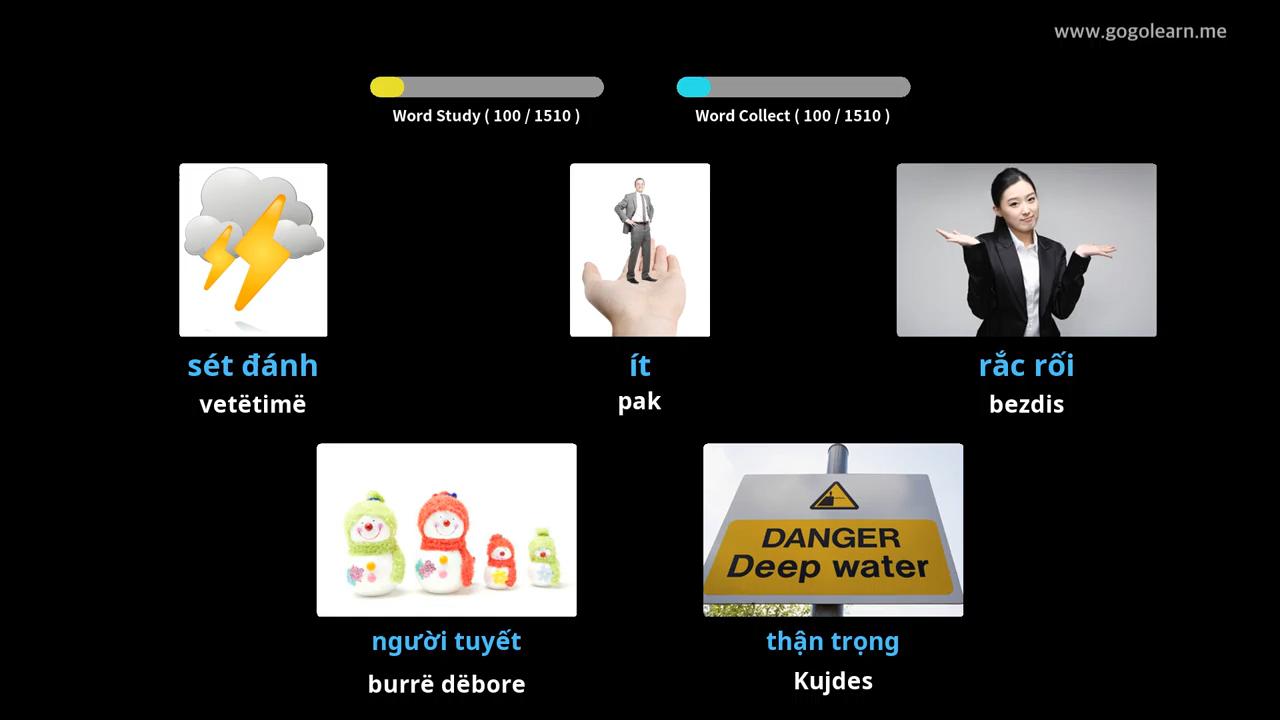 www.gogolearn.me
Word Study ( 100 / 1510 )
Word Collect ( 100 / 1510 )
sét đánh
vetëtimë
ít
pak
rắc rối
bezdis
DANGER
Deep water
người tuyết
burrë dëbore
thận trọng
Kujdes